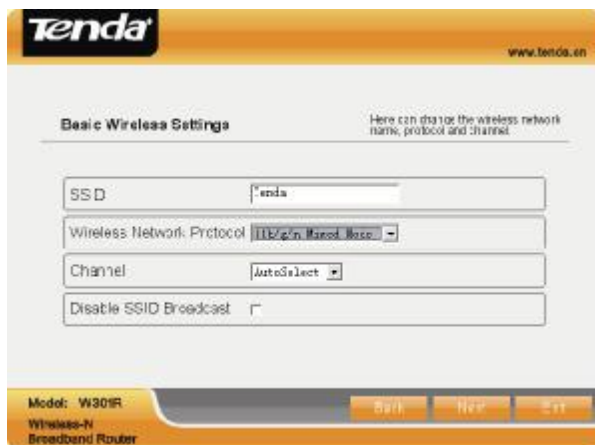 Tenda
www.tenda.cn
Basic Wireless Settings
Here can change the wireless network
name, protocol and channel.
SSID
Tenda
Wireless Network Protocol
11b/g/n Mixed Mode
Channel
AutoSelect
Disable SSID Broadcast
Model: W301R
Wireless-N
Broadband Router
Back
Next
Exit